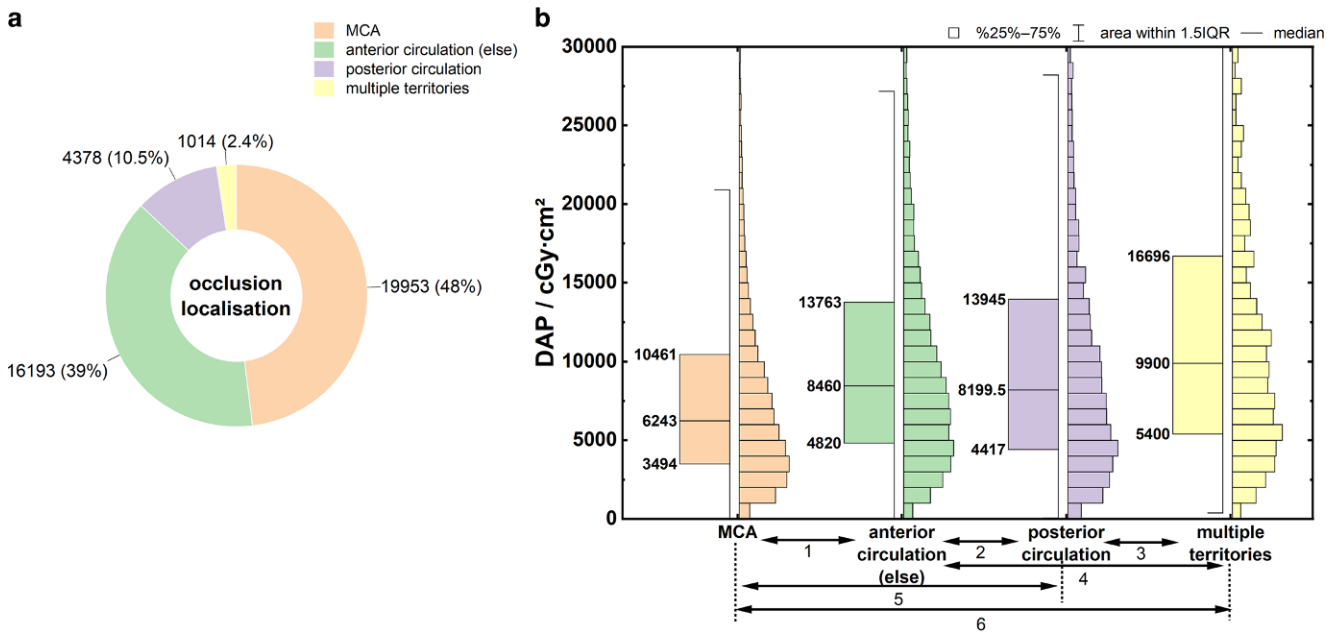 a
MCA
anterior circulation (else)
posterior circulation
multiple territories
1014 (2.4%)
4378 (10.5%)
19953 (48%)
16193 (39%)
occlusion
localisation
b
%25%–75%
area within 1.5IQR
median
DAP / cGy·cm²
30000
25000
20000
15000
10000
5000
0
10461
6243
3494
13763
8460
4820
13945
8199.5
4417
16696
9900
5400
MCA
anterior
circulation
(else)
posterior
circulation
multiple
territories
1
2
3
4
5
6